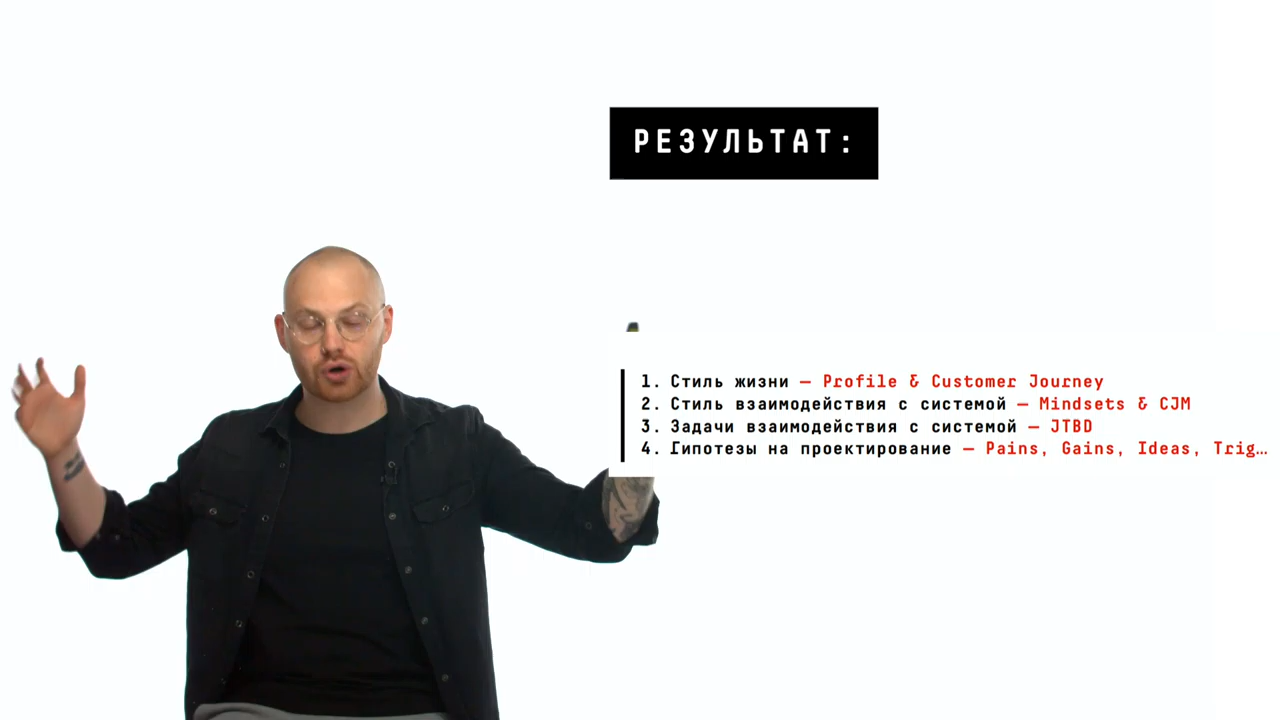 РЕЗУЛЬТАТ:
1. Стиль жизни — Profile & Customer Journey
2. Стиль взаимодействия с системой — Mindsets & CJM
3. Задачи взаимодействия с системой — JTBD
4. Гипотезы на проектирование — Pains, Gains, Ideas, Trig…